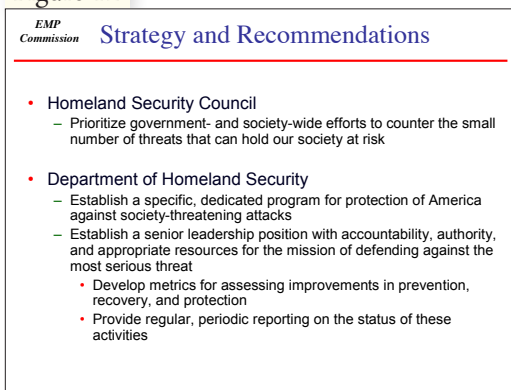 EMP
Commission
Strategy and Recommendations
• Homeland Security Council
– Prioritize government- and society-wide efforts to counter the small
number of threats that can hold our society at risk
• Department of Homeland Security
– Establish a specific, dedicated program for protection of America
against society-threatening attacks
– Establish a senior leadership position with accountability, authority,
and appropriate resources for the mission of defending against the
most serious threat
• Develop metrics for assessing improvements in prevention,
recovery, and protection
• Provide regular, periodic reporting on the status of these
activities